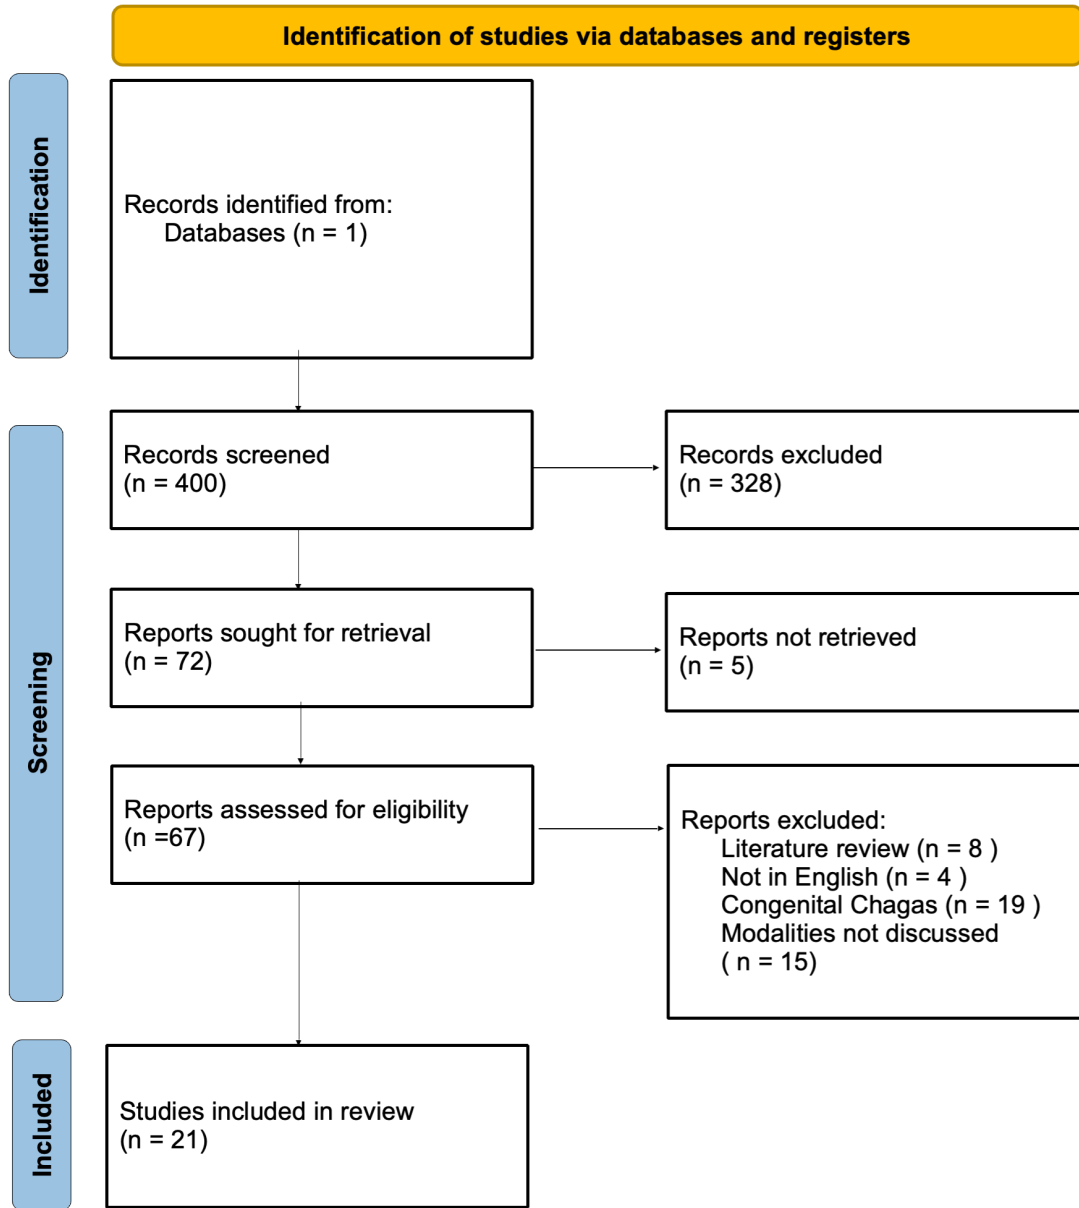 Identification of studies via databases and registers
Identification
Records identified from:
Databases (n = 1)
Screening
Records screened
(n = 400)
Records excluded
(n = 328)
Reports sought for retrieval
(n = 72)
Reports not retrieved
(n = 5)
Reports assessed for eligibility
(n =67)
Reports excluded:
Literature review (n = 8 )
Not in English (n = 4 )
Congenital Chagas (n = 19 )
Modalities not discussed
( n = 15)
Included
Studies included in review
(n = 21)